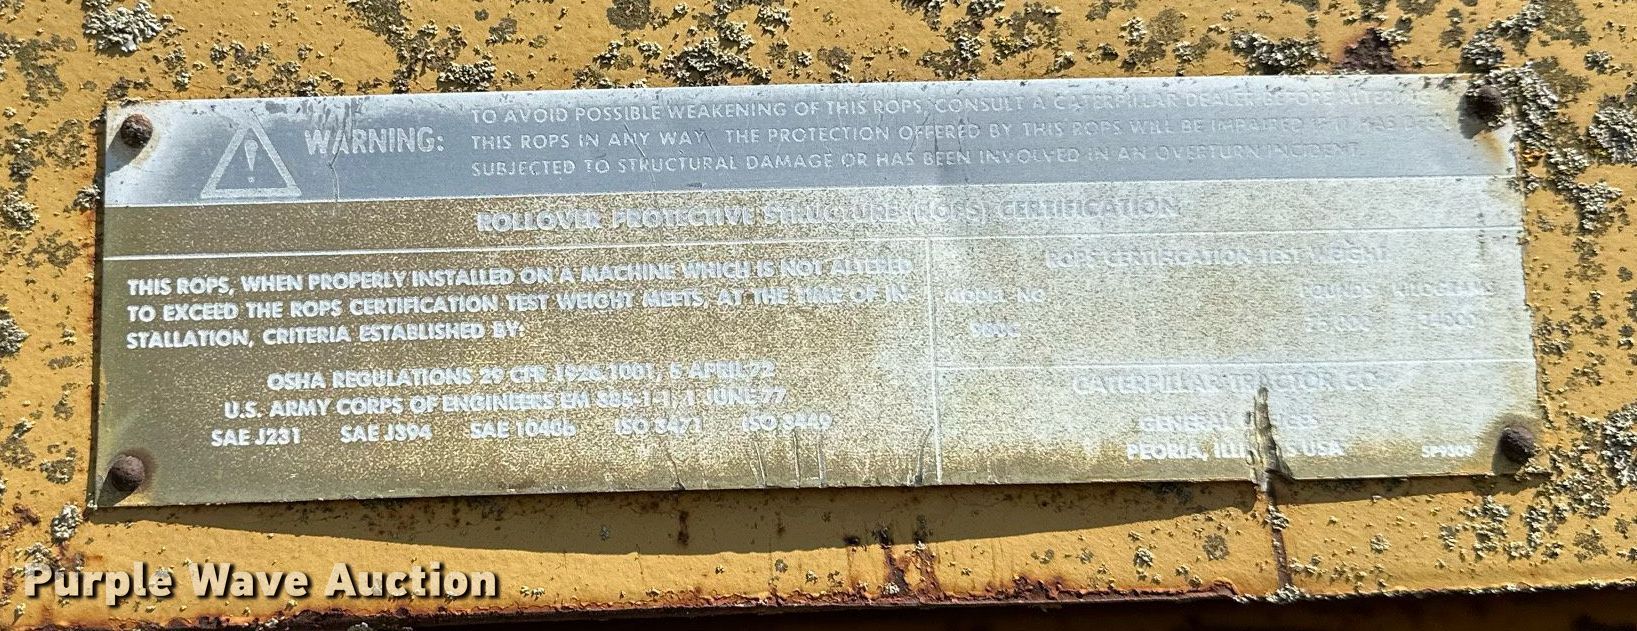 WARNING:
TO AVOID POSSIBLE WEAKENING OF THIS ROPS, CONSULT A CATERPILLAR DEALER BEFORE ALTERING
THIS ROPS IN ANY WAY. THE PROTECTION OFFERED BY THIS ROPS WILL BE IMPAIRED IF IT HAS BEEN
SUBJECTED TO STRUCTURAL DAMAGE OR HAS BEEN INVOLVED IN AN OVERTURN INCIDENT.
ROLLOVER PROTECTIVE STRUCTURE (ROPS) CERTIFICATION
THIS ROPS, WHEN PROPERLY INSTALLED ON A MACHINE WHICH IS NOT ALTERED
TO EXCEED THE ROPS CERTIFICATION TEST WEIGHT MEETS, AT THE TIME OF IN-
STALLATION, CRITERIA ESTABLISHED BY:
OSHA REGULATIONS 29 CFR 1926.1001, 5 APRIL 72
U.S. ARMY CORPS OF ENGINEERS EM 385-1-1, 1 JUNE 77
SAE J231 SAE J394 SAE 1040b ISO 3471 ISO 3449
ROPS CERTIFICATION TEST WEIGHT
MODEL NO POUNDS KILOGRAMS
CATERPILLAR TRACTOR CO.
GENERAL OFFICES
PEORIA, ILLINOIS USA
Purple Wave Auction